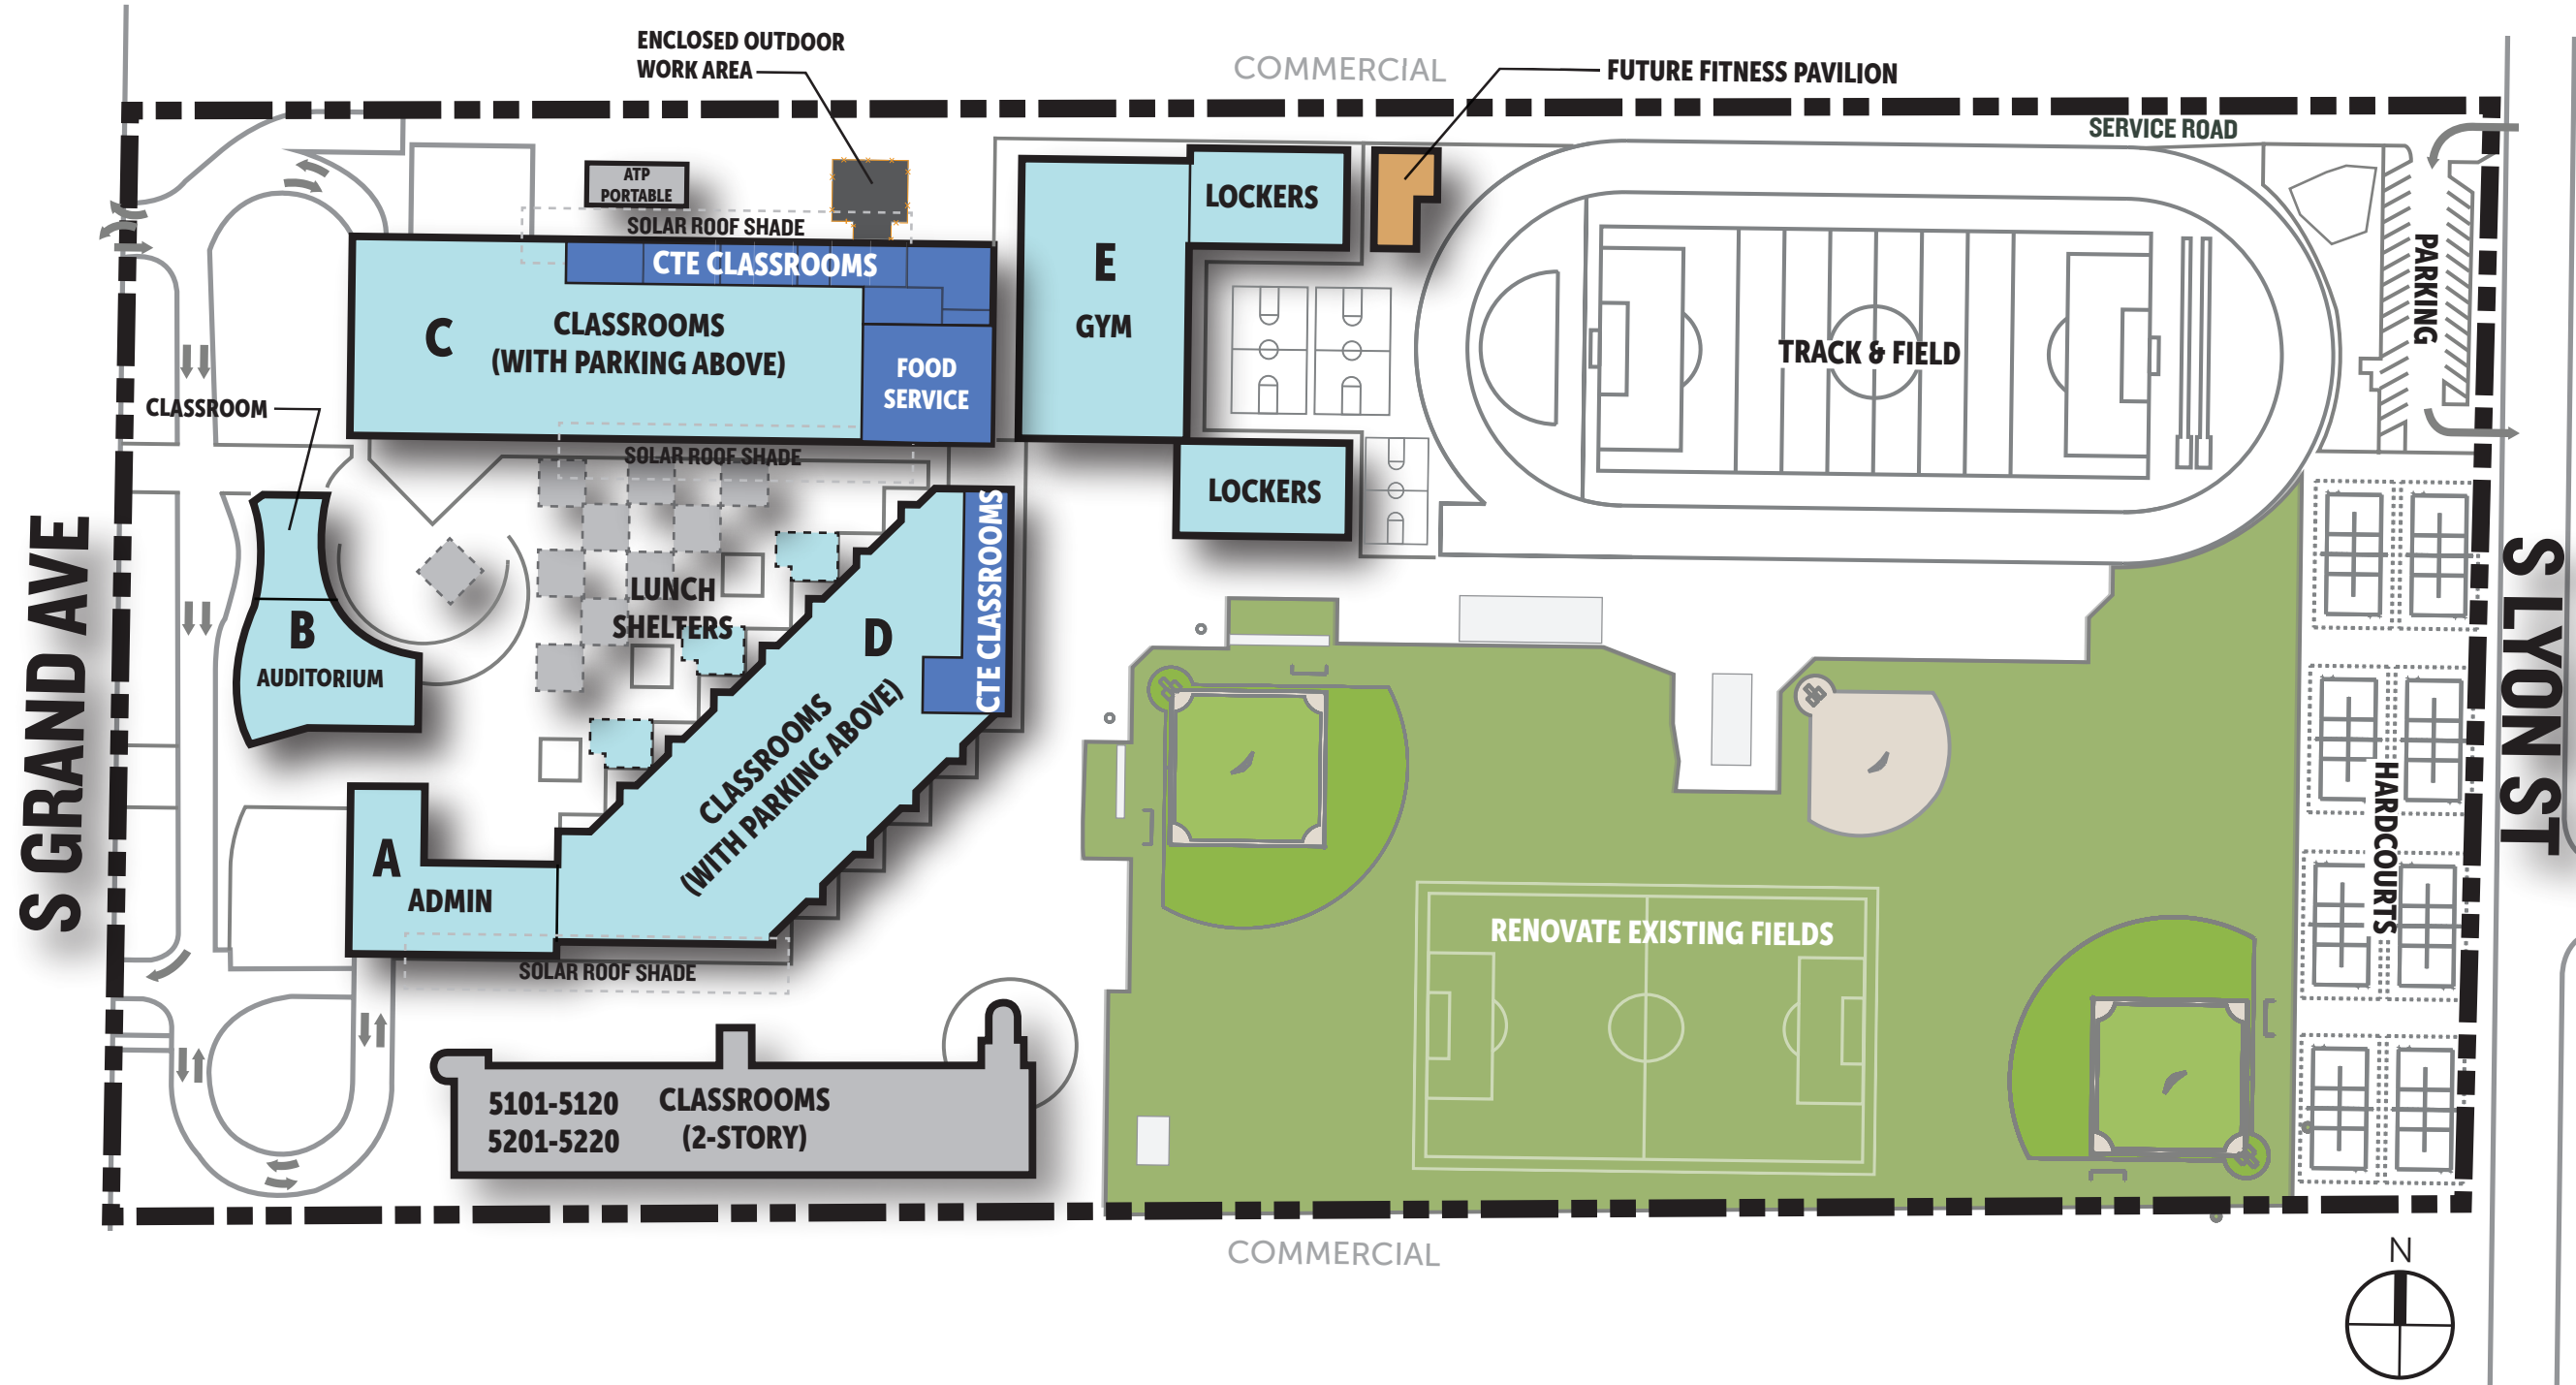 ENCLOSED OUTDOOR
WORK AREA
COMMERCIAL
FUTURE FITNESS PAVILION
SERVICE ROAD
ATP
PORTABLE
SOLAR ROOF SHADE
CTE CLASSROOMS
C
CLASSROOMS
(WITH PARKING ABOVE)
FOOD
SERVICE
E
GYM
LOCKERS
LOCKERS
TRACK & FIELD
PARKING
CLASSROOM
SOLAR ROOF SHADE
S GRAND AVE
B
AUDITORIUM
LUNCH
SHELTERS
D
CTE CLASSROOMS
CLASSROOMS
(WITH PARKING ABOVE)
A
ADMIN
SOLAR ROOF SHADE
RENOVATE EXISTING FIELDS
HARDCOURTS
S LYON ST
5101-5120
5201-5220
CLASSROOMS
(2-STORY)
COMMERCIAL
N